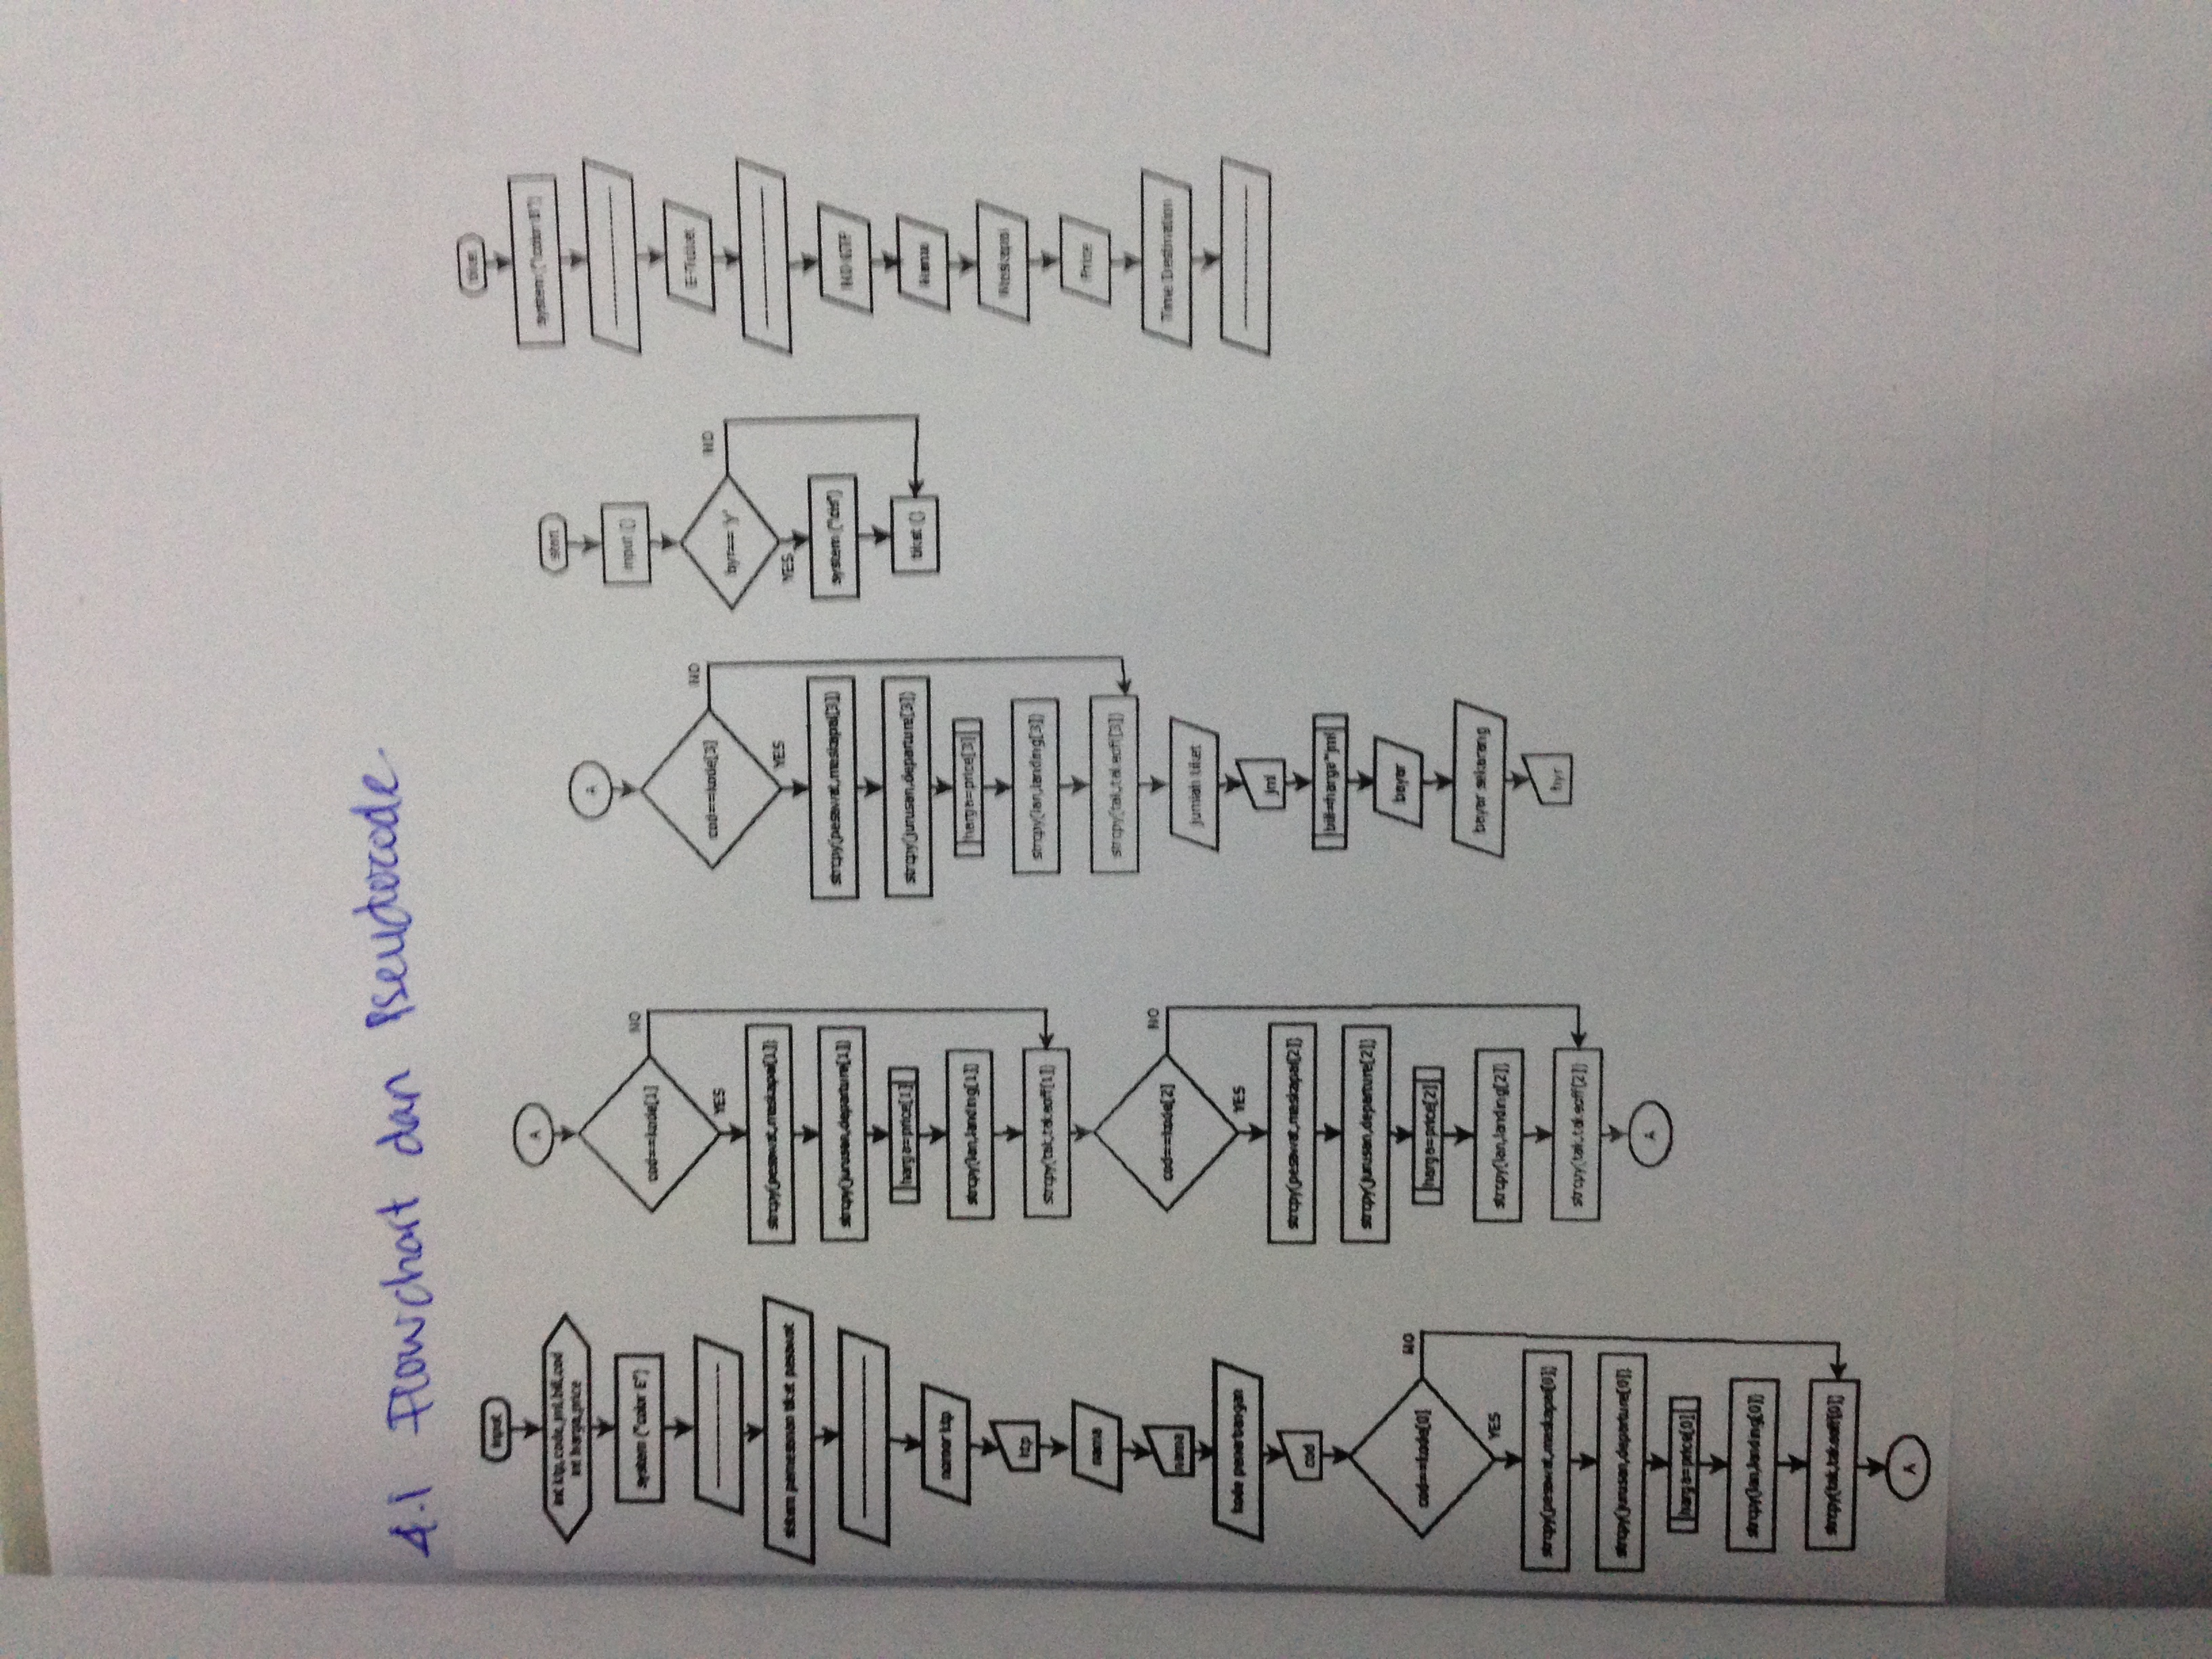 4.1 Flowchart dan Pseudocode
input
int ktp,code,jml,bill,cod
int harga,price
system ("color E")
sistem pemesanan tiket pesawat
nomor ktp
ktp
nama
nama
kode penerbangan
cod
cod==kode[0]
NO
YES
strcpy(pesawat,maskapai[0])
strcpy(jurusan,departure[0])
harga=price[0]
strcpy(lan,landing[0])
strcpy(tak,takeoff[0])
A
A
cod==kode[1]
NO
YES
strcpy(pesawat,maskapai[1])
strcpy(jurusan,departure[1])
harga=price[1]
strcpy(lan,landing[1])
strcpy(tak,takeoff[1])
cod==kode[2]
NO
YES
strcpy(pesawat,maskapai[2])
strcpy(jurusan,departure[2])
harga=price[2]
strcpy(lan,landing[2])
strcpy(tak,takeoff[2])
A
A
cod==kode[3]
NO
YES
strcpy(pesawat,maskapai[3])
strcpy(jurusan,departure[3])
harga=price[3]
strcpy(lan,landing[3])
strcpy(tak,takeoff[3])
jumlah tiket
jml
bill=harga*jml
bayar
bayar sekarang
byr
start
input ()
byr== 'y'
NO
YES
system ("cls")
tiket ()
tiket
system ("color
E-Ticket
NO KTP
Nama
Maskapai
Price
Time Destination